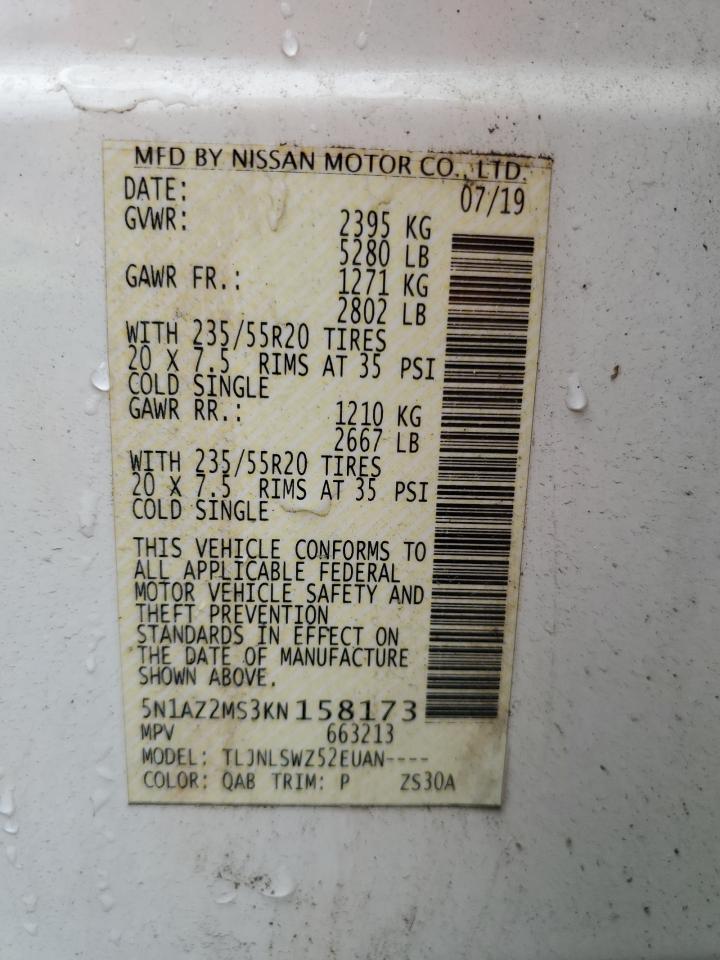 MFD BY NISSAN MOTOR CO., LTD.
DATE: 07/19
GVWR: 2395 KG
5280 LB
GAWR FR.: 1271 KG
2802 LB
WITH 235/55R20 TIRES
20 X 7.5 RIMS AT 35 PSI
COLD SINGLE
GAWR RR.: 1210 KG
2667 LB
WITH 235/55R20 TIRES
20 X 7.5 RIMS AT 35 PSI
COLD SINGLE
THIS VEHICLE CONFORMS TO
ALL APPLICABLE FEDERAL
MOTOR VEHICLE SAFETY AND
THEFT PREVENTION
STANDARDS IN EFFECT ON
THE DATE OF MANUFACTURE
SHOWN ABOVE.
5N1AZ2MS3KN158173
MPV 663213
MODEL: TLJNLSWZ52EUAN----
COLOR: QAB TRIM: P ZS30A